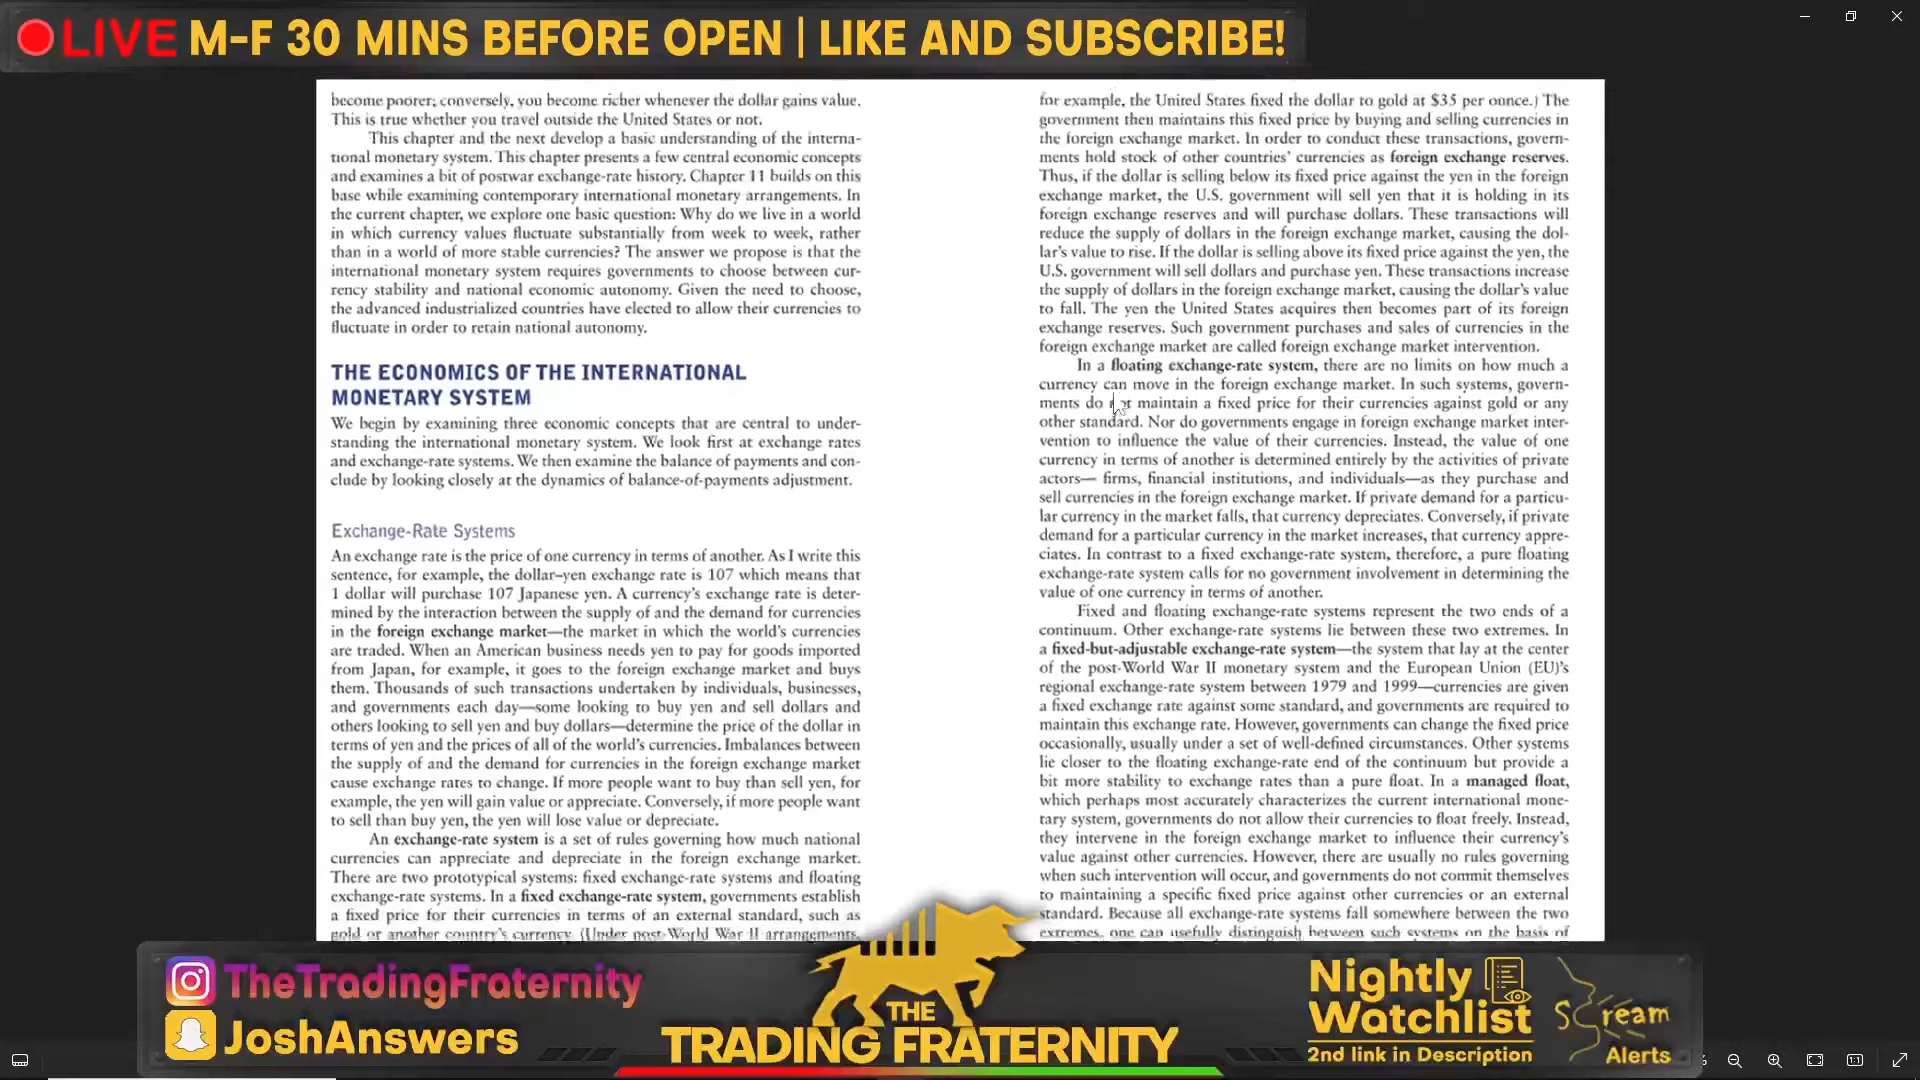 LIVE M-F 30 MINS BEFORE OPEN | LIKE AND SUBSCRIBE!
become poorer; conversely, you become richer whenever the dollar gains value.
This is true whether you travel outside the United States or not.
This chapter and the next develop a basic understanding of the interna-
tional monetary system. This chapter presents a few central economic concepts
and examines a bit of postwar exchange-rate history. Chapter 11 builds on this
base while examining contemporary international monetary arrangements. In
the current chapter, we explore one basic question: Why do we live in a world
in which currency values fluctuate substantially from week to week, rather
than in a world of more stable currencies? The answer we propose is that the
international monetary system requires governments to choose between cur-
rency stability and national economic autonomy. Given the need to choose,
the advanced industrialized countries have elected to allow their currencies to
fluctuate in order to retain national autonomy.
THE ECONOMICS OF THE INTERNATIONAL
MONETARY SYSTEM
We begin by examining three economic concepts that are central to under-
standing the international monetary system. We look first at exchange rates
and exchange-rate systems. We then examine the balance of payments and con-
clude by looking closely at the dynamics of balance-of-payments adjustment.
Exchange-Rate Systems
An exchange rate is the price of one currency in terms of another. As I write this
sentence, for example, the dollar–yen exchange rate is 107 which means that
1 dollar will purchase 107 Japanese yen. A currency's exchange rate is deter-
mined by the interaction between the supply of and the demand for currencies
in the foreign exchange market—the market in which the world's currencies
are traded. When an American business needs yen to pay for goods imported
from Japan, for example, it goes to the foreign exchange market and buys
them. Thousands of such transactions undertaken by individuals, businesses,
and governments each day—some looking to buy yen and sell dollars and
others looking to sell yen and buy dollars—determine the price of the dollar in
terms of yen and the prices of all of the world's currencies. Imbalances between
the supply of and the demand for currencies in the foreign exchange market
cause exchange rates to change. If more people want to buy than sell yen, for
example, the yen will gain value or appreciate. Conversely, if more people want
to sell than buy yen, the yen will lose value or depreciate.
An exchange-rate system is a set of rules governing how much national
currencies can appreciate and depreciate in the foreign exchange market.
There are two prototypical systems: fixed exchange-rate systems and floating
exchange-rate systems. In a fixed exchange-rate system, governments establish
a fixed price for their currencies in terms of an external standard, such as
gold or another country's currency. (Under post-World War II arrangements,
for example, the United States fixed the dollar to gold at $35 per ounce.) The
government then maintains this fixed price by buying and selling currencies in
the foreign exchange market. In order to conduct these transactions, govern-
ments hold stock of other countries' currencies as foreign exchange reserves.
Thus, if the dollar is selling below its fixed price against the yen in the foreign
exchange market, the U.S. government will sell yen that it is holding in its
foreign exchange reserves and will purchase dollars. These transactions will
reduce the supply of dollars in the foreign exchange market, causing the dol-
lar's value to rise. If the dollar is selling above its fixed price against the yen, the
U.S. government will sell dollars and purchase yen. These transactions increase
the supply of dollars in the foreign exchange market, causing the dollar's value
to fall. The yen the United States acquires then becomes part of its foreign
exchange reserves. Such government purchases and sales of currencies in the
foreign exchange market are called foreign exchange market intervention.
In a floating exchange-rate system, there are no limits on how much a
currency can move in the foreign exchange market. In such systems, govern-
ments do not maintain a fixed price for their currencies against gold or any
other standard. Nor do governments engage in foreign exchange market inter-
vention to influence the value of their currencies. Instead, the value of one
currency in terms of another is determined entirely by the activities of private
actors— firms, financial institutions, and individuals—as they purchase and
sell currencies in the foreign exchange market. If private demand for a particu-
lar currency in the market falls, that currency depreciates. Conversely, if private
demand for a particular currency in the market increases, that currency appre-
ciates. In contrast to a fixed exchange-rate system, therefore, a pure floating
exchange-rate system calls for no government involvement in determining the
value of one currency in terms of another.
Fixed and floating exchange-rate systems represent the two ends of a
continuum. Other exchange-rate systems lie between these two extremes. In
a fixed-but-adjustable exchange-rate system—the system that lay at the center
of the post-World War II monetary system and the European Union (EU)'s
regional exchange-rate system between 1979 and 1999—currencies are given
a fixed exchange rate against some standard, and governments are required to
maintain this exchange rate. However, governments can change the fixed price
occasionally, usually under a set of well-defined circumstances. Other systems
lie closer to the floating exchange-rate end of the continuum but provide a
bit more stability to exchange rates than a pure float. In a managed float,
which perhaps most accurately characterizes the current international mone-
tary system, governments do not allow their currencies to float freely. Instead,
they intervene in the foreign exchange market to influence their currency's
value against other currencies. However, there are usually no rules governing
when such intervention will occur, and governments do not commit themselves
to maintaining a specific fixed price against other currencies or an external
standard. Because all exchange-rate systems fall somewhere between the two
extremes, one can usefully distinguish between such systems on the basis of
TheTradingFraternity
JoshAnswers
THE
TRADING FRATERNITY
Nightly
Watchlist
2nd link in Description
Scream
Alerts
1:1